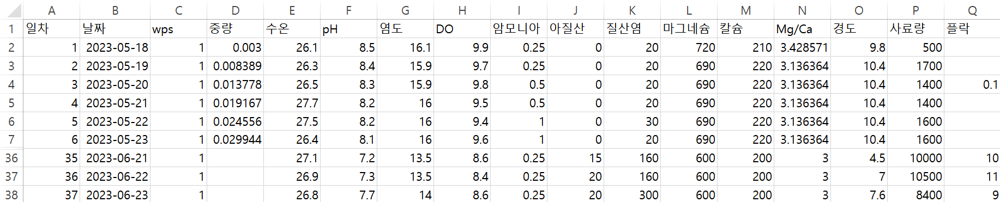 A B C D E F G H I J K L M N O P Q
1 일차 날짜 wps 중량 수온 pH 염도 DO 암모니아 아질산 질산염 마그네슘 칼슘 Mg/Ca 경도 사료량 플락
2 1 2023-05-18 1 0.003 26.1 8.5 16.1 9.9 0.25 0 20 720 210 3.428571 9.8 500
3 2 2023-05-19 1 0.008389 26.3 8.4 15.9 9.7 0.25 0 20 690 220 3.136364 10.4 1700
4 3 2023-05-20 1 0.013778 26.5 8.3 15.9 9.8 0.5 0 20 690 220 3.136364 10.4 1400 0.1
5 4 2023-05-21 1 0.019167 27.7 8.2 16 9.5 0.5 0 20 690 220 3.136364 10.4 1400
6 5 2023-05-22 1 0.024556 27.5 8.2 16 9.4 1 0 30 690 220 3.136364 10.4 1600
7 6 2023-05-23 1 0.029944 26.4 8.1 16 9.6 1 0 20 690 220 3.136364 10.4 1600
36 35 2023-06-21 1 27.1 7.2 13.5 8.6 0.25 15 160 600 200 3 4.5 10000 10
37 36 2023-06-22 1 26.9 7.3 13.5 8.4 0.25 20 160 600 200 3 7 10500 11
38 37 2023-06-23 1 26.8 7.7 14 8.6 0.25 20 300 600 200 3 7.6 8400 9